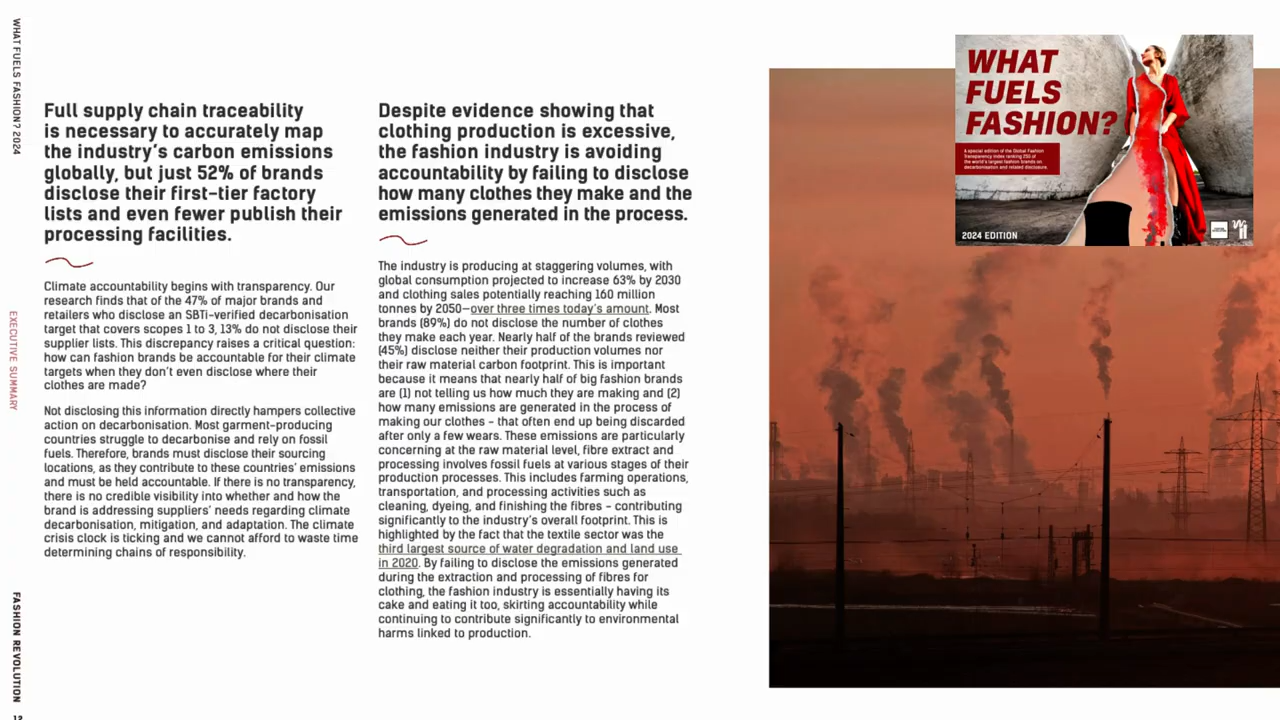 WHAT FUELS FASHION? 2024
EXECUTIVE SUMMARY
FASHION REVOLUTION
12
Full supply chain traceability
is necessary to accurately map
the industry's carbon emissions
globally, but just 52% of brands
disclose their first-tier factory
lists and even fewer publish their
processing facilities.
Climate accountability begins with transparency. Our
research finds that of the 47% of major brands and
retailers who disclose an SBTi-verified decarbonisation
target that covers scopes 1 to 3, 13% do not disclose their
supplier lists. This discrepancy raises a critical question:
how can fashion brands be accountable for their climate
targets when they don't even disclose where their
clothes are made?
Not disclosing this information directly hampers collective
action on decarbonisation. Most garment-producing
countries struggle to decarbonise and rely on fossil
fuels. Therefore, brands must disclose their sourcing
locations, as they contribute to these countries' emissions
and must be held accountable. If there is no transparency,
there is no credible visibility into whether and how the
brand is addressing suppliers' needs regarding climate
decarbonisation, mitigation, and adaptation. The climate
crisis clock is ticking and we cannot afford to waste time
determining chains of responsibility.
Despite evidence showing that
clothing production is excessive,
the fashion industry is avoiding
accountability by failing to disclose
how many clothes they make and the
emissions generated in the process.
The industry is producing at staggering volumes, with
global consumption projected to increase 63% by 2030
and clothing sales potentially reaching 160 million
tonnes by 2050—over three times today's amount. Most
brands (89%) do not disclose the number of clothes
they make each year. Nearly half of the brands reviewed
(45%) disclose neither their production volumes nor
their raw material carbon footprint. This is important
because it means that nearly half of big fashion brands
are (1) not telling us how much they are making and (2)
how many emissions are generated in the process of
making our clothes – that often end up being discarded
after only a few wears. These emissions are particularly
concerning at the raw material level, fibre extract and
processing involves fossil fuels at various stages of their
production processes. This includes farming operations,
transportation, and processing activities such as
cleaning, dyeing, and finishing the fibres – contributing
significantly to the industry's overall footprint. This is
highlighted by the fact that the textile sector was the
third largest source of water degradation and land use
in 2020. By failing to disclose the emissions generated
during the extraction and processing of fibres for
clothing, the fashion industry is essentially having its
cake and eating it too, skirting accountability while
continuing to contribute significantly to environmental
harms linked to production.
WHAT
FUELS
FASHION?
A special edition of the Global Fashion
Transparency Index ranking 250 of
the world's largest fashion brands on
decarbonisation and related disclosure.
2024 EDITION